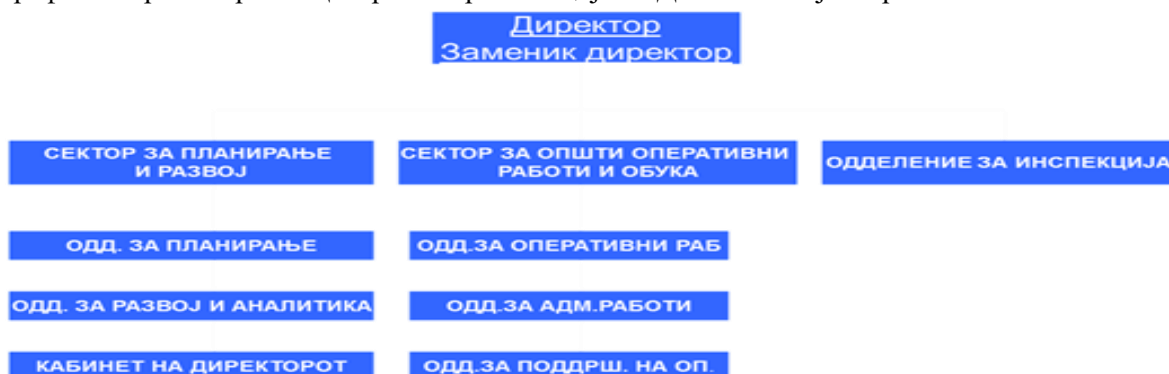 Директор
Заменик директор
СЕКТОР ЗА ПЛАНИРАЊЕ
И РАЗВОЈ
СЕКТОР ЗА ОПШТИ ОПЕРАТИВНИ
РАБОТИ И ОБУКА
ОДДЕЛЕНИЕ ЗА ИНСПЕКЦИЈА
ОДД. ЗА ПЛАНИРАЊЕ
ОДД.ЗА ОПЕРАТИВНИ РАБ
ОДД. ЗА РАЗВОЈ И АНАЛИТИКА
ОДД.ЗА АДМ.РАБОТИ
КАБИНЕТ НА ДИРЕКТОРОТ
ОДД.ЗА ПОДДРШ. НА ОП.